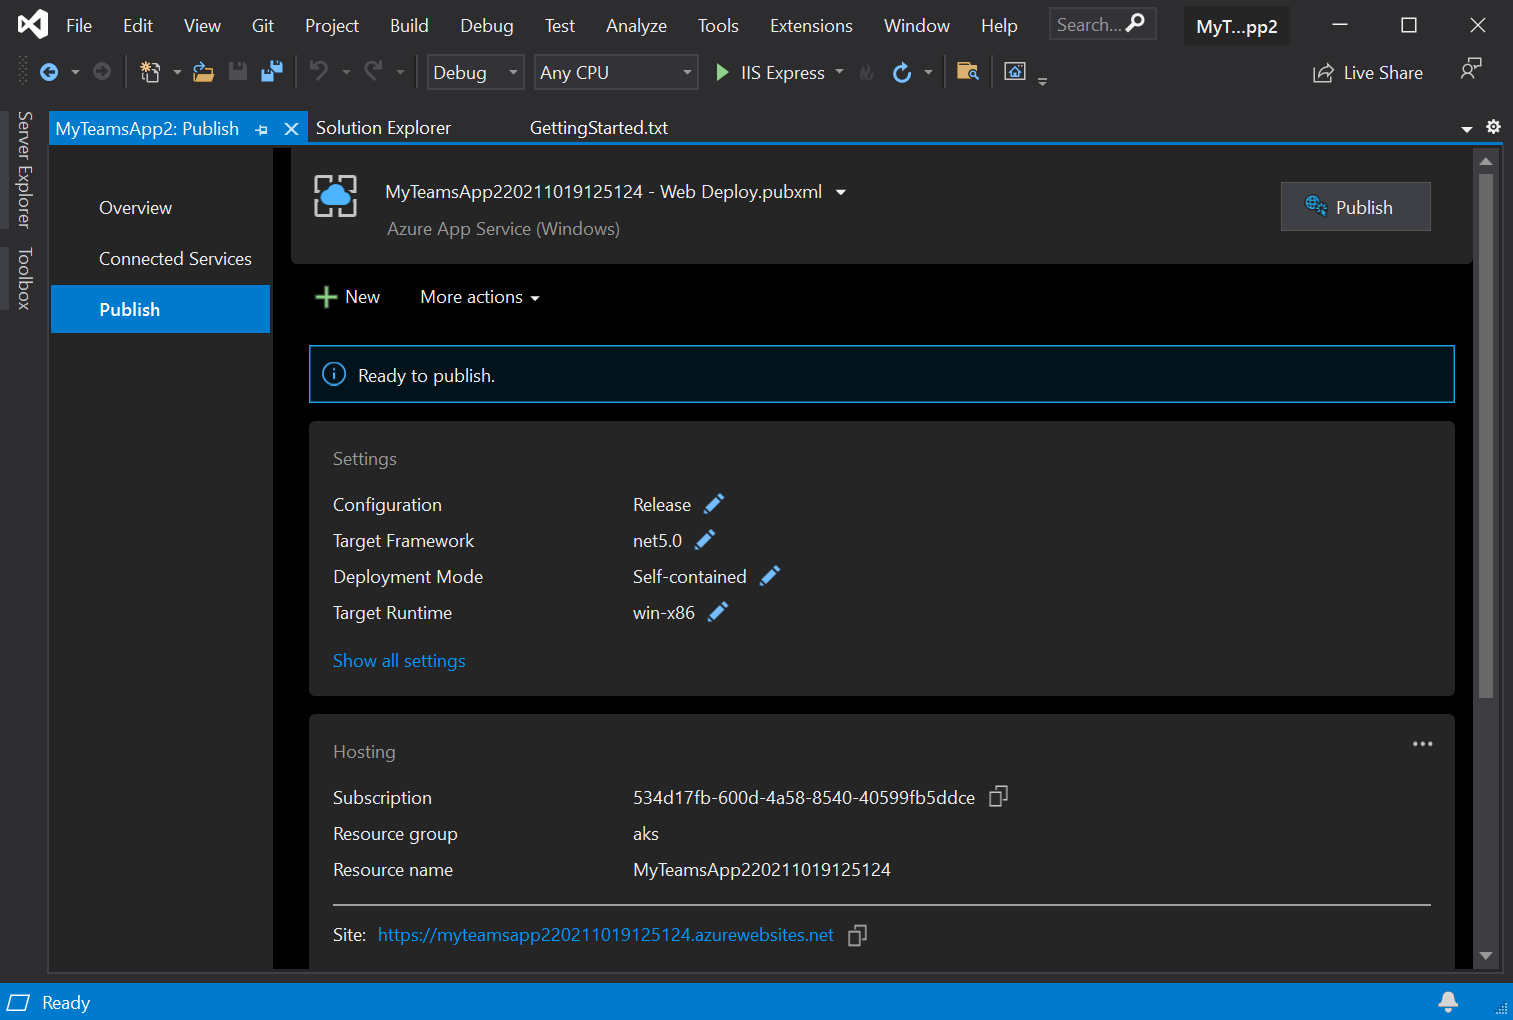 File Edit View Git Project Build Debug Test Analyze Tools Extensions Window Help Search... MyT...pp2
Debug Any CPU IIS Express Live Share
Server Explorer
Toolbox
MyTeamsApp2: Publish Solution Explorer GettingStarted.txt
Overview
Connected Services
Publish
MyTeamsApp220211019125124 - Web Deploy.pubxml
Azure App Service (Windows)
Publish
New More actions
Ready to publish.
Settings
Configuration Release
Target Framework net5.0
Deployment Mode Self-contained
Target Runtime win-x86
Show all settings
Hosting
Subscription 534d17fb-600d-4a58-8540-40599fb5ddce
Resource group aks
Resource name MyTeamsApp220211019125124
Site: https://myteamsapp220211019125124.azurewebsites.net
Ready